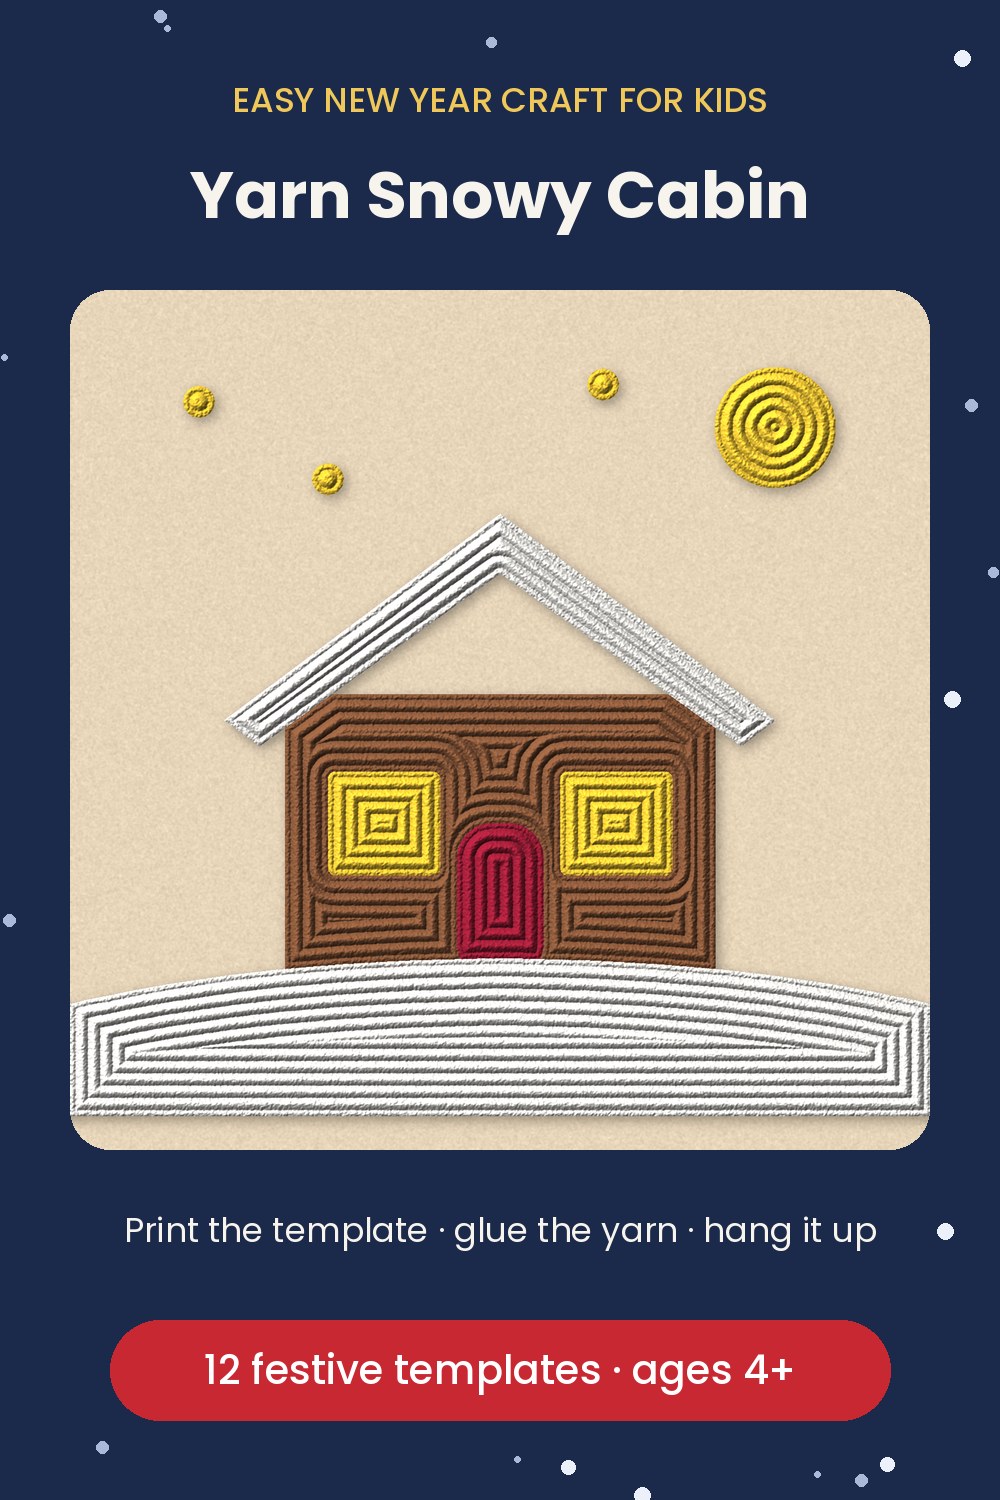 EASY NEW YEAR CRAFT FOR KIDS
Yarn Snowy Cabin
Print the template · glue the yarn · hang it up
12 festive templates · ages 4+